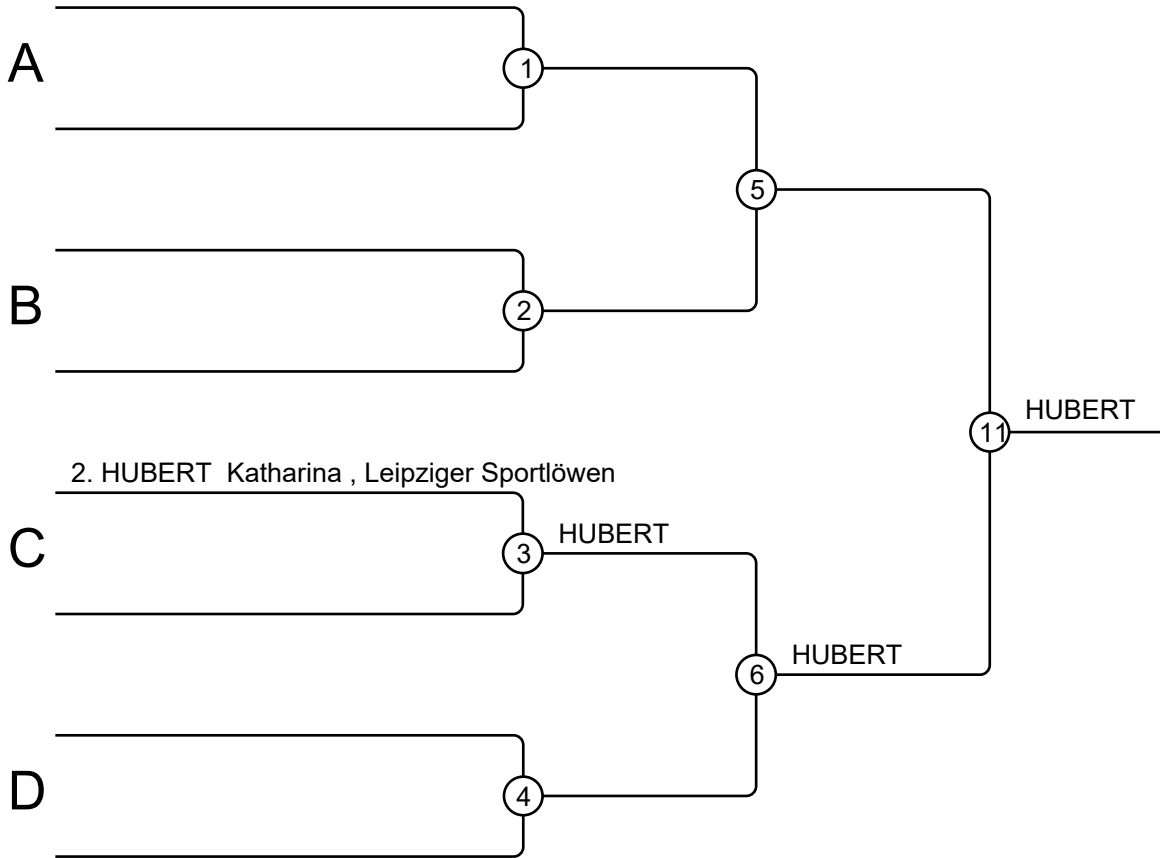 A
1
5
B
2
HUBERT
11
2. HUBERT Katharina , Leipziger Sportlöwen
C
HUBERT
3
HUBERT
6
D
4